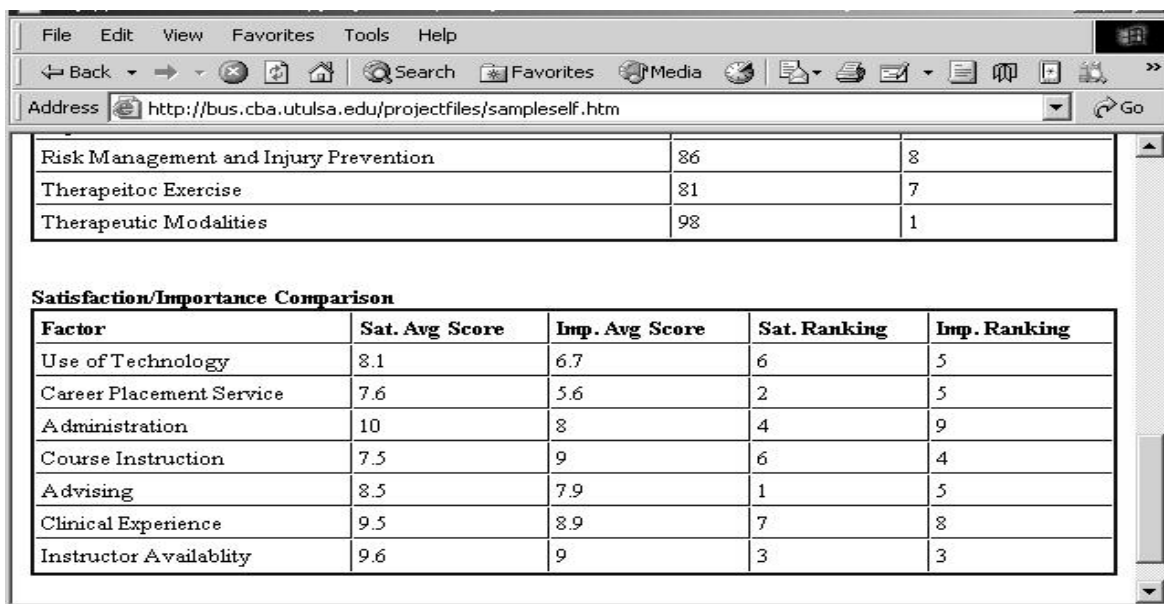 File Edit View Favorites Tools Help
Back Search Favorites Media »
Address http://bus.cba.utulsa.edu/projectfiles/sampleself.htm Go
Risk Management and Injury Prevention 86 8
Therapeitoc Exercise 81 7
Therapeutic Modalities 98 1
Satisfaction/Importance Comparison
Factor Sat. Avg Score Imp. Avg Score Sat. Ranking Imp. Ranking
Use of Technology 8.1 6.7 6 5
Career Placement Service 7.6 5.6 2 5
Administration 10 8 4 9
Course Instruction 7.5 9 6 4
Advising 8.5 7.9 1 5
Clinical Experience 9.5 8.9 7 8
Instructor Availablity 9.6 9 3 3